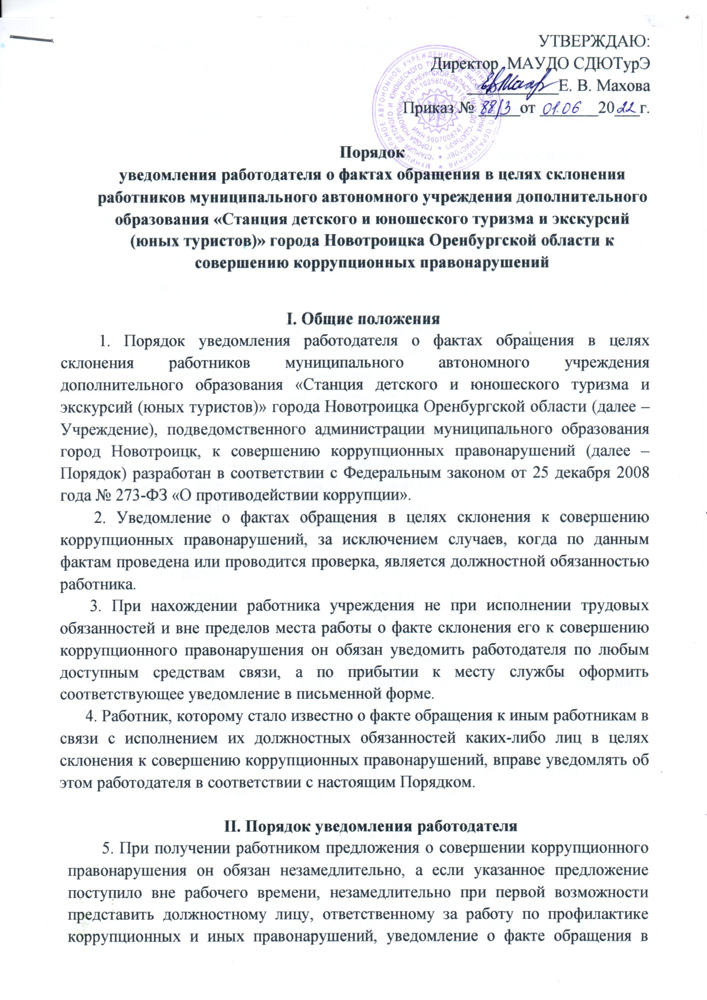 УТВЕРЖДАЮ:
Директор МАУДО СДЮТурЭ
Е. В. Махова
Приказ № 88/3 от 01.06 2022 г.
МУНИЦИПАЛЬНОЕ АВТОНОМНОЕ УЧРЕЖДЕНИЕ ДОПОЛНИТЕЛЬНОГО ОБРАЗОВАНИЯ
"СТАНЦИЯ ДЕТСКОГО И ЮНОШЕСКОГО ТУРИЗМА И ЭКСКУРСИЙ (ЮНЫХ ТУРИСТОВ)"
ГОРОДА НОВОТРОИЦКА ОРЕНБУРГСКОЙ ОБЛАСТИ (МАУДО "СДЮТурЭ")
ОГРН 1025600823115
ИНН 5607008747
Порядок
уведомления работодателя о фактах обращения в целях склонения
работников муниципального автономного учреждения дополнительного
образования «Станция детского и юношеского туризма и экскурсий
(юных туристов)» города Новотроицка Оренбургской области к
совершению коррупционных правонарушений
I. Общие положения
1. Порядок уведомления работодателя о фактах обращения в целях
склонения работников муниципального автономного учреждения
дополнительного образования «Станция детского и юношеского туризма и
экскурсий (юных туристов)» города Новотроицка Оренбургской области (далее –
Учреждение), подведомственного администрации муниципального образования
город Новотроицк, к совершению коррупционных правонарушений (далее –
Порядок) разработан в соответствии с Федеральным законом от 25 декабря 2008
года № 273-ФЗ «О противодействии коррупции».
2. Уведомление о фактах обращения в целях склонения к совершению
коррупционных правонарушений, за исключением случаев, когда по данным
фактам проведена или проводится проверка, является должностной обязанностью
работника.
3. При нахождении работника учреждения не при исполнении трудовых
обязанностей и вне пределов места работы о факте склонения его к совершению
коррупционного правонарушения он обязан уведомить работодателя по любым
доступным средствам связи, а по прибытии к месту службы оформить
соответствующее уведомление в письменной форме.
4. Работник, которому стало известно о факте обращения к иным работникам в
связи с исполнением их должностных обязанностей каких-либо лиц в целях
склонения к совершению коррупционных правонарушений, вправе уведомлять об
этом работодателя в соответствии с настоящим Порядком.
II. Порядок уведомления работодателя
5. При получении работником предложения о совершении коррупционного
правонарушения он обязан незамедлительно, а если указанное предложение
поступило вне рабочего времени, незамедлительно при первой возможности
представить должностному лицу, ответственному за работу по профилактике
коррупционных и иных правонарушений, уведомление о факте обращения в